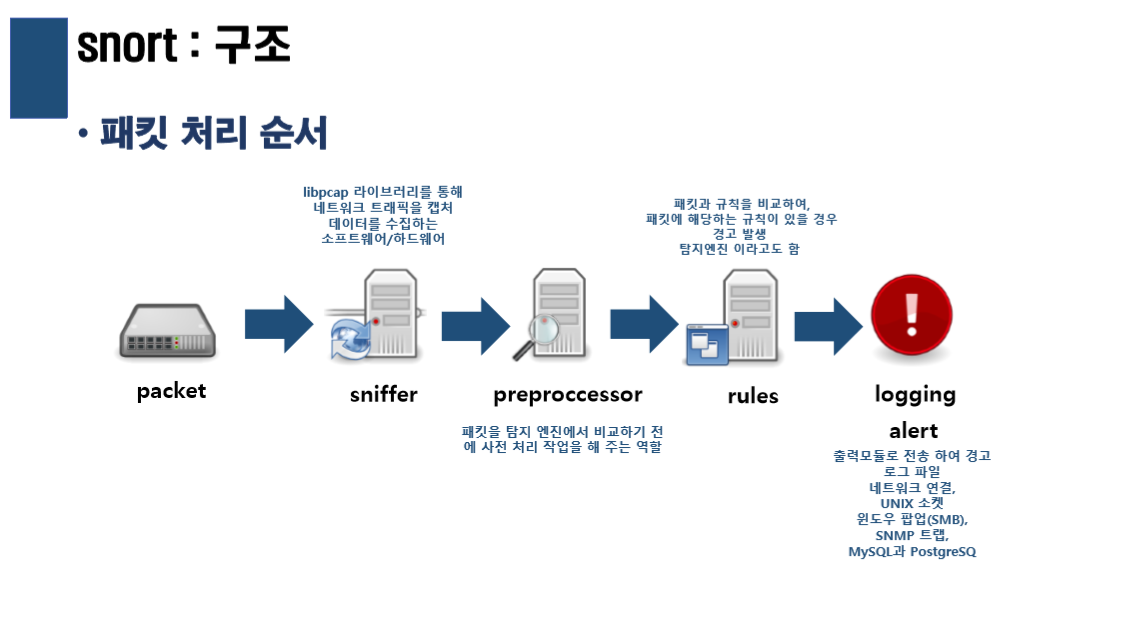 snort : 구조
• 패킷 처리 순서
libpcap 라이브러리를 통해
네트워크 트래픽을 캡처
데이터를 수집하는
소프트웨어/하드웨어
패킷과 규칙을 비교하여,
패킷에 해당하는 규칙이 있을 경우
경고 발생
탐지엔진 이라고도 함
packet
sniffer
preproccessor
rules
logging
alert
패킷을 탐지 엔진에서 비교하기 전
에 사전 처리 작업을 해 주는 역할
출력모듈로 전송 하여 경고
로그 파일
네트워크 연결,
UNIX 소켓
윈도우 팝업(SMB),
SNMP 트랩,
MySQL과 PostgreSQ